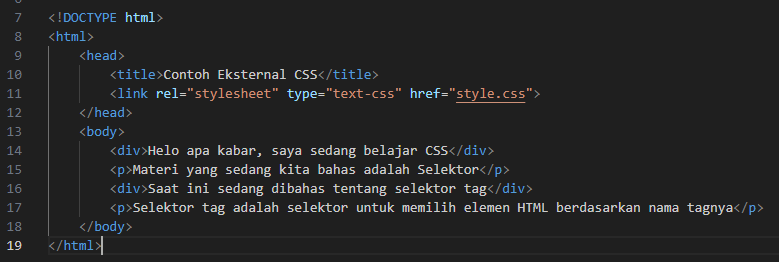 6
7 <!DOCTYPE html>
8 <html>
9     <head>
10         <title>Contoh Eksternal CSS</title>
11         <link rel="stylesheet" type="text-css" href="style.css">
12     </head>
13     <body>
14         <div>Helo apa kabar, saya sedang belajar CSS</div>
15         <p>Materi yang sedang kita bahas adalah Selektor</p>
16         <div>Saat ini sedang dibahas tentang selektor tag</div>
17         <p>Selektor tag adalah selektor untuk memilih elemen HTML berdasarkan nama tagnya</p>
18     </body>
19 </html>